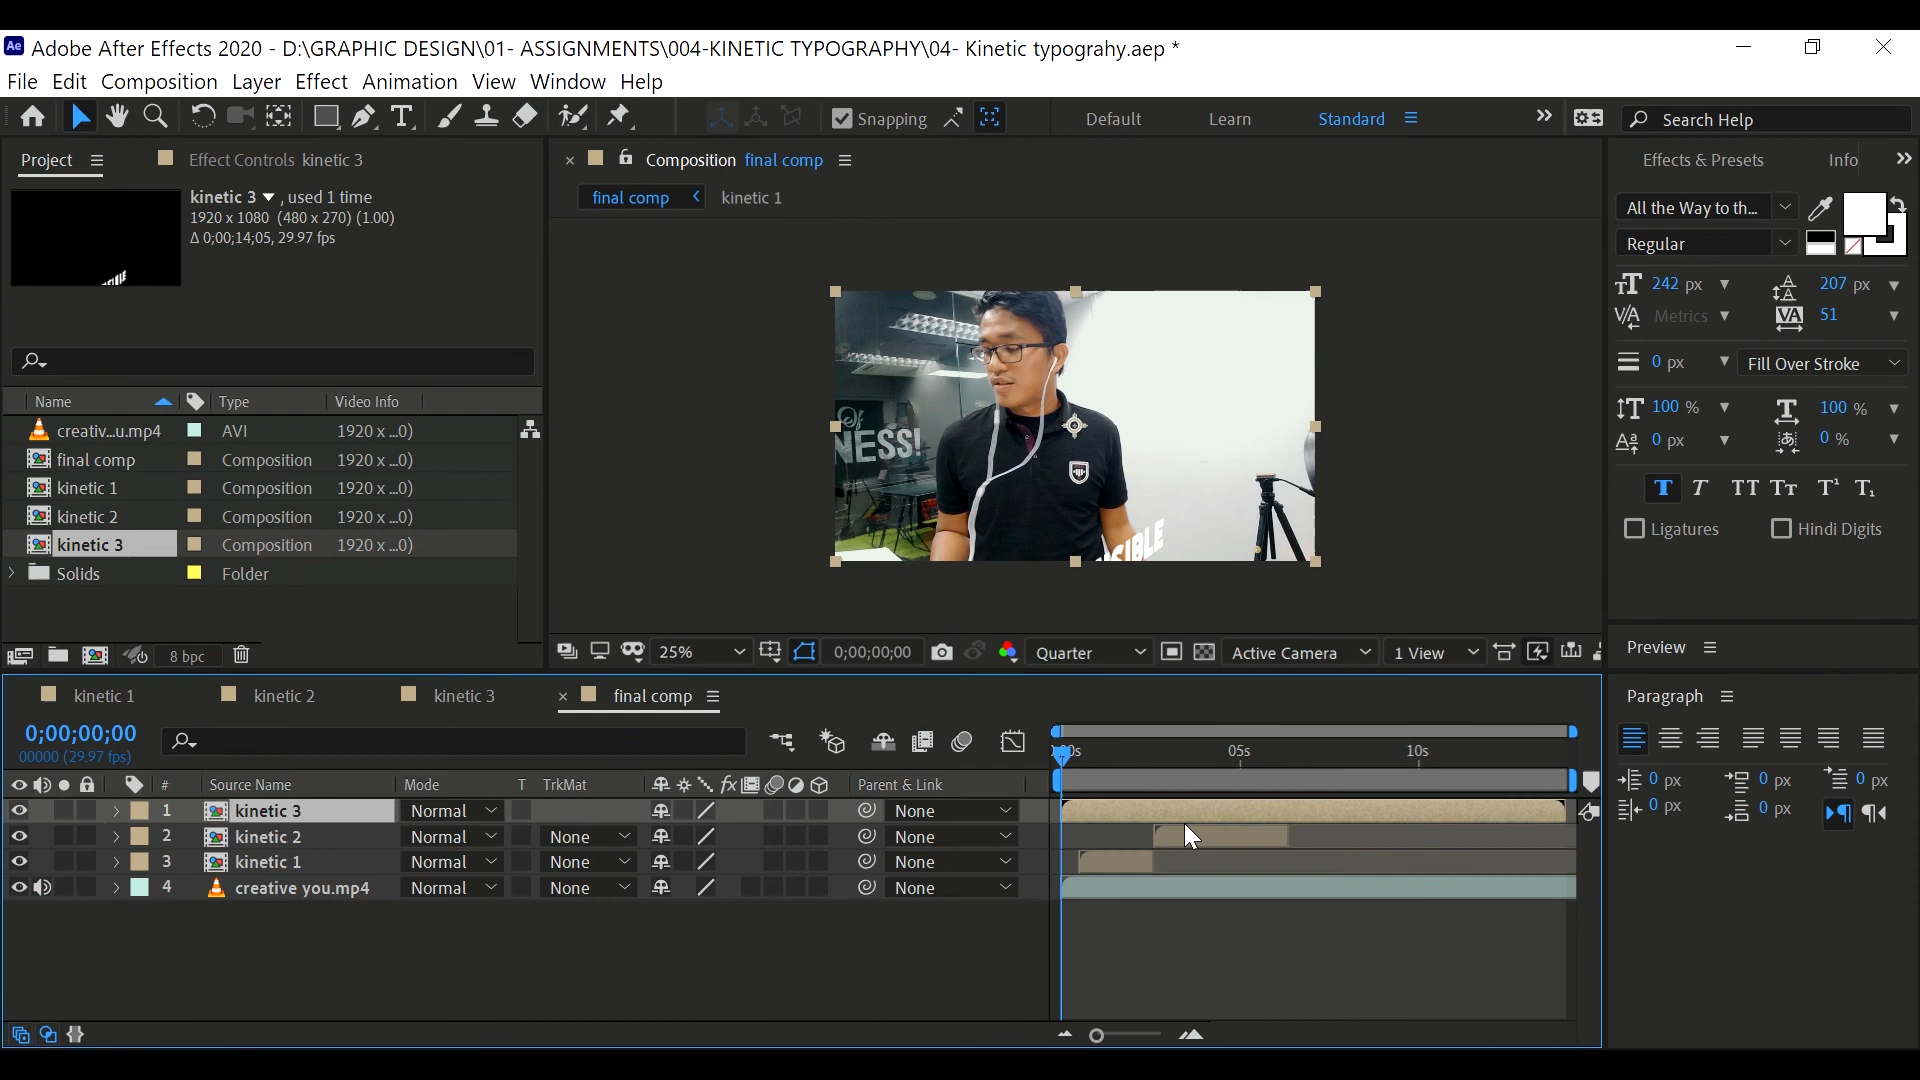 Ae Adobe After Effects 2020 - D:\GRAPHIC DESIGN\01- ASSIGNMENTS\004-KINETIC TYPOGRAPHY\04- Kinetic typograhy.aep *
File Edit Composition Layer Effect Animation View Window Help
Snapping
Default
Learn
Standard
Search Help
Project
Effect Controls kinetic 3
kinetic 3 , used 1 time
1920 x 1080 (480 x 270) (1.00)
Δ 0;00;14;05, 29.97 fps
Name
Type
Video Info
creativ...u.mp4 AVI 1920 x ...0)
final comp Composition 1920 x ...0)
kinetic 1 Composition 1920 x ...0)
kinetic 2 Composition 1920 x ...0)
kinetic 3 Composition 1920 x ...0)
Solids Folder
8 bpc
Composition final comp
final comp
kinetic 1
NESS!
25%
0;00;00;00
Quarter
Active Camera
1 View
Effects & Presets
Info
All the Way to th...
Regular
242 px
207 px
Metrics
51
0 px
Fill Over Stroke
100 %
100 %
0 px
0 %
T T TT TT T¹ T₁
Ligatures
Hindi Digits
Preview
Paragraph
0 px 0 px 0 px
0 px 0 px
kinetic 1
kinetic 2
kinetic 3
final comp
0;00;00;00
00000 (29.97 fps)
05s
10s
# Source Name Mode T TrkMat fx Parent & Link
1 kinetic 3 Normal None
2 kinetic 2 Normal None None
3 kinetic 1 Normal None None
4 creative you.mp4 Normal None None